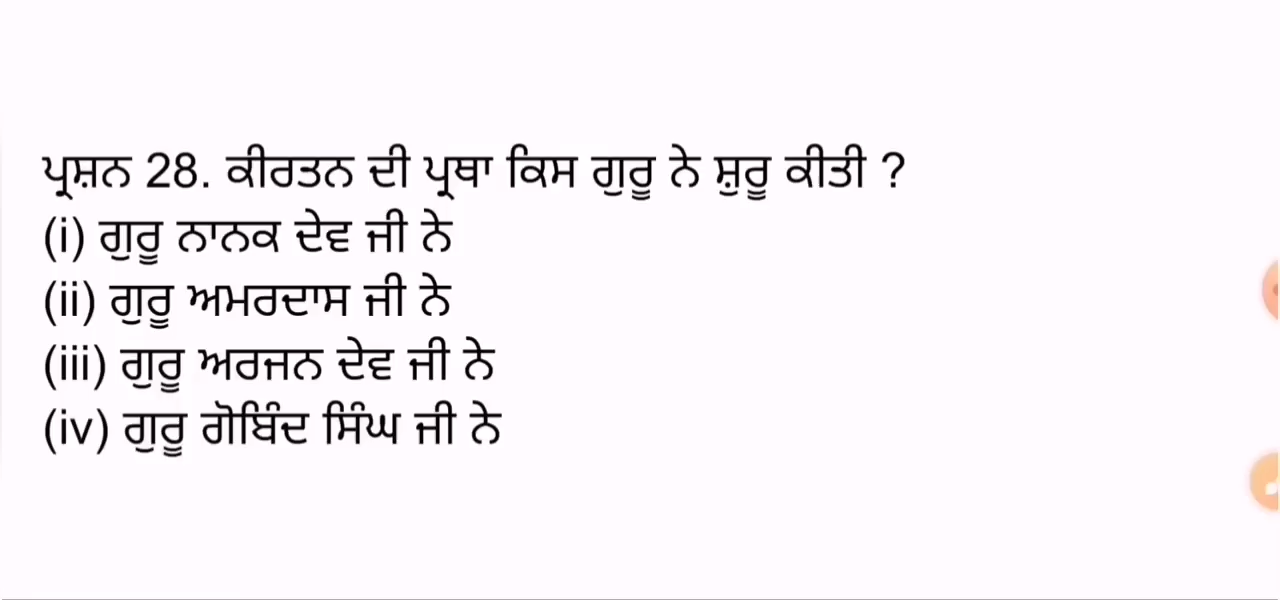 ਪ੍ਰਸ਼ਨ 28. ਕੀਰਤਨ ਦੀ ਪ੍ਰਥਾ ਕਿਸ ਗੁਰੂ ਨੇ ਸ਼ੁਰੂ ਕੀਤੀ ?
(i) ਗੁਰੂ ਨਾਨਕ ਦੇਵ ਜੀ ਨੇ
(ii) ਗੁਰੂ ਅਮਰਦਾਸ ਜੀ ਨੇ
(iii) ਗੁਰੂ ਅਰਜਨ ਦੇਵ ਜੀ ਨੇ
(iv) ਗੁਰੂ ਗੋਬਿੰਦ ਸਿੰਘ ਜੀ ਨੇ